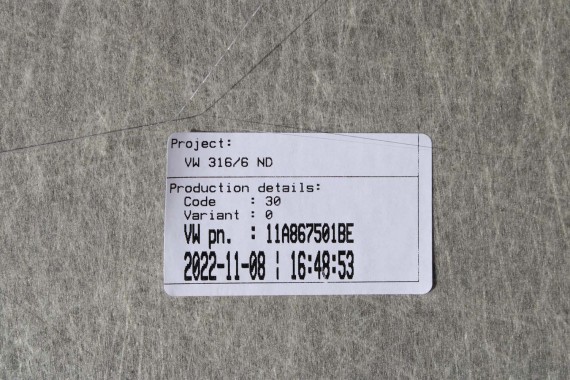 Project:
VW 316/6 ND
Production details:
Code : 30
Variant : 0
VW pn. : 11A867501BE
2022-11-08 ¦ 16:48:53